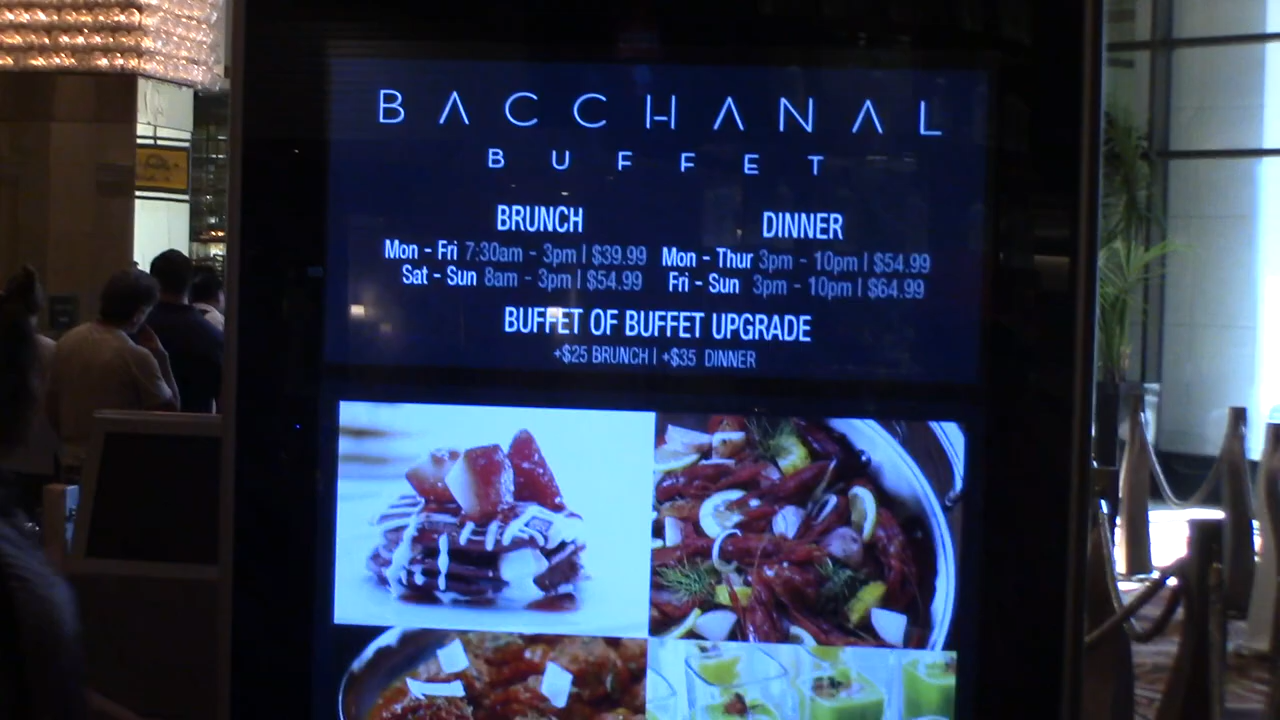 BACCHANAL
BUFFET
BRUNCH
Mon - Fri 7:30am - 3pm | $39.99
Sat - Sun 8am - 3pm | $54.99
DINNER
Mon - Thur 3pm - 10pm | $54.99
Fri - Sun 3pm - 10pm | $64.99
BUFFET OF BUFFET UPGRADE
+$25 BRUNCH | +$35 DINNER